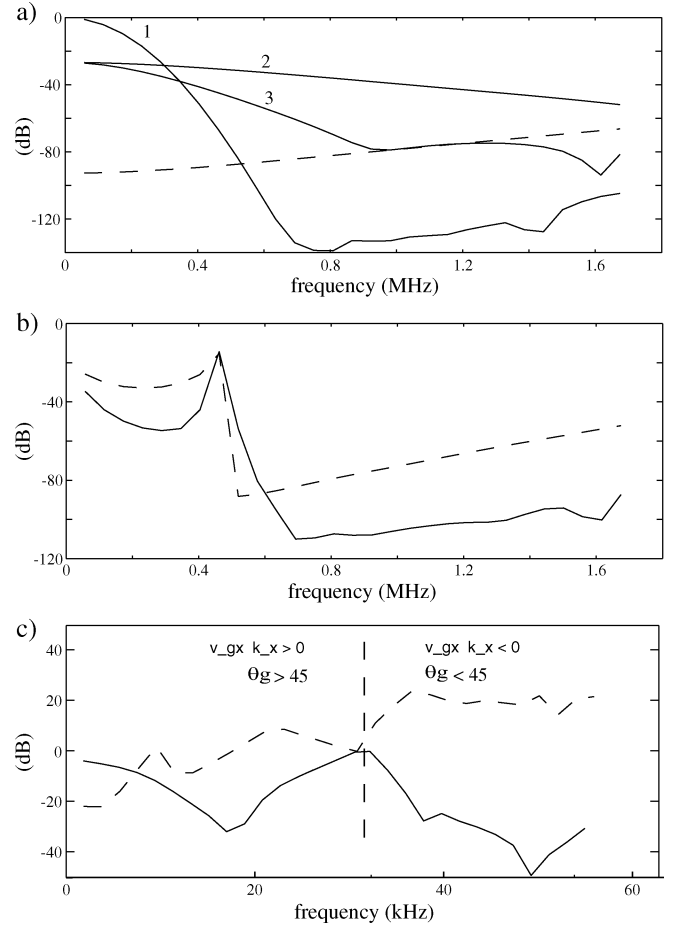 a)
0
-40
-80
-120
(dB)
1
2
3
0
0.4
0.8
1.2
1.6
frequency (MHz)
b)
0
-40
-80
-120
(dB)
0
0.4
0.8
1.2
1.6
frequency (MHz)
c)
40
20
0
-20
-40
(dB)
v_gx k_x > 0
θg > 45
v_gx k_x < 0
θg < 45
0
20
40
60
frequency (kHz)